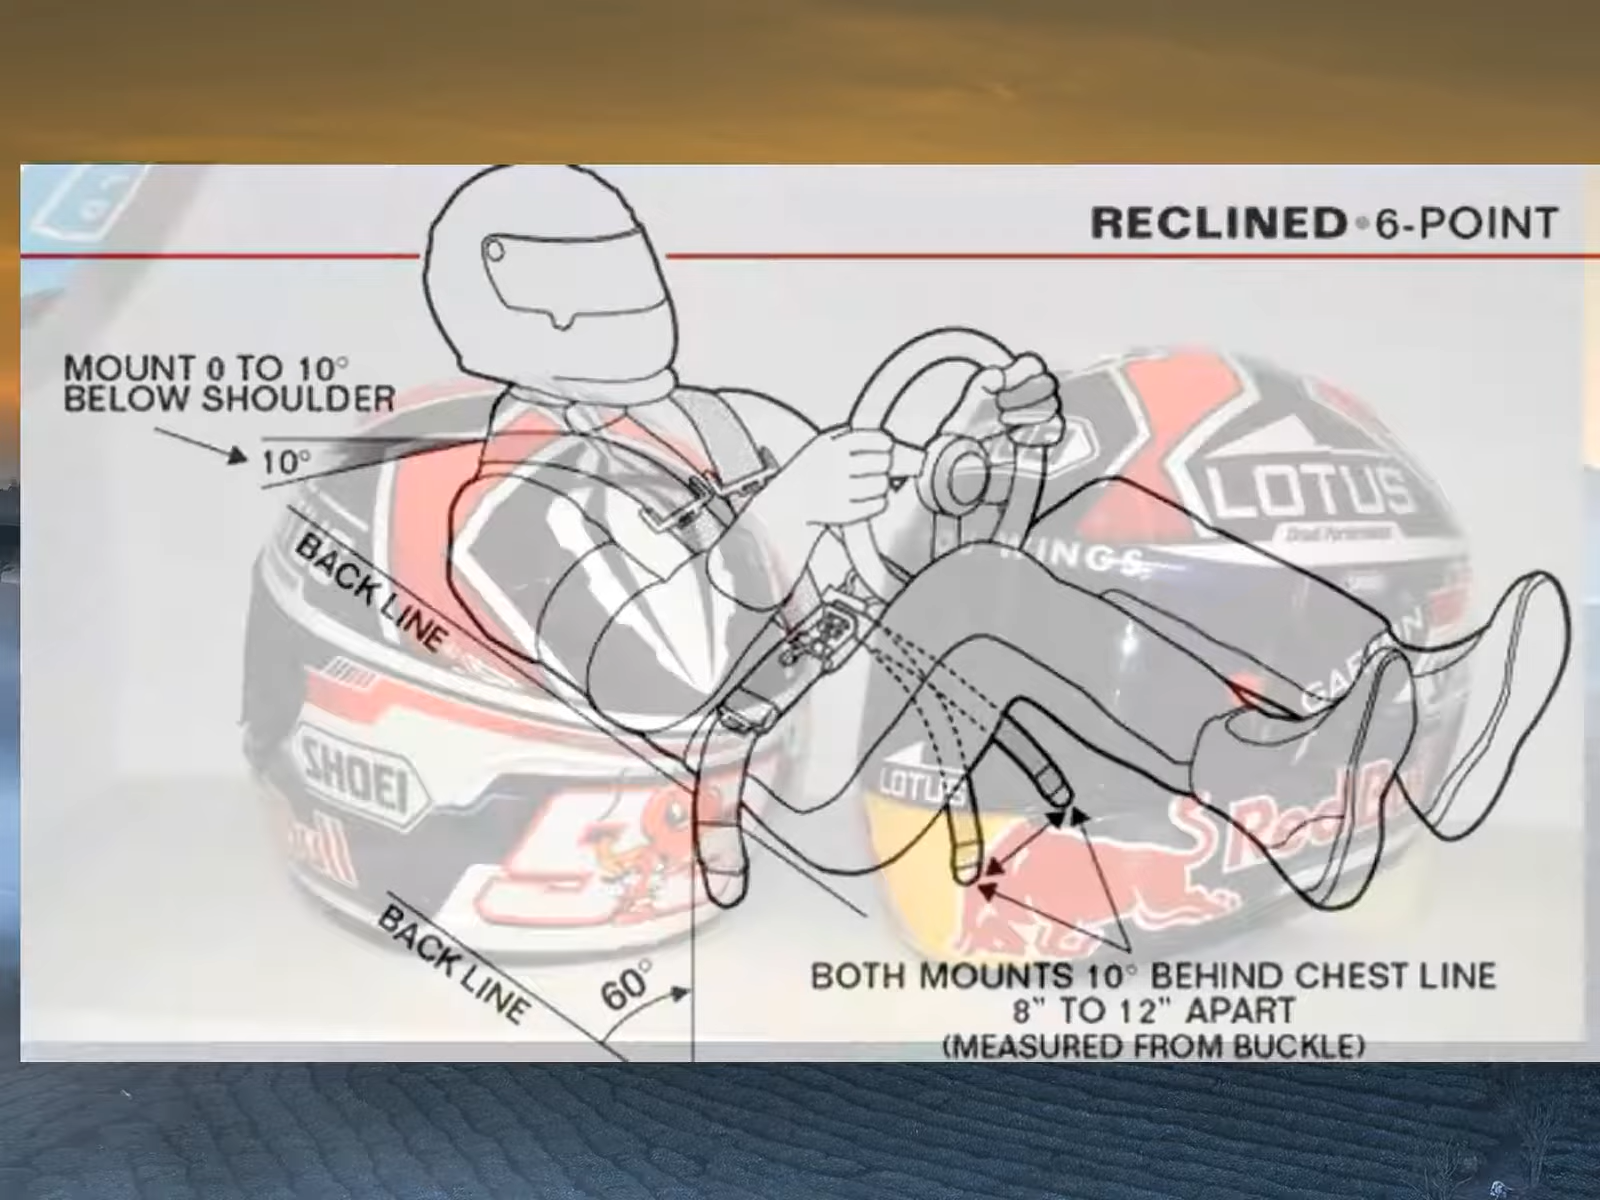 RECLINED • 6-POINT
MOUNT 0 TO 10°
BELOW SHOULDER
10°
LOTUS
WINGS
BACK LINE
SHOEI
LOTUS
Red Bull
BACK LINE
60°
BOTH MOUNTS 10° BEHIND CHEST LINE
8" TO 12" APART
(MEASURED FROM BUCKLE)